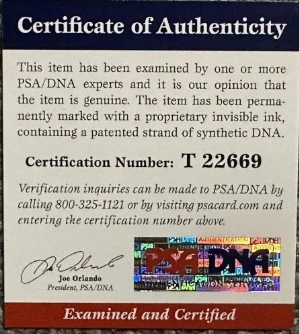 Certificate of Authenticity
This item has been examined by one or more
PSA/DNA experts and it is our opinion that
the item is genuine. The item has been perma-
nently marked with a proprietary invisible ink,
containing a patented strand of synthetic DNA.
Certification Number: T 22669
Verification inquiries can be made to PSA/DNA by
calling 800-325-1121 or by visiting psacard.com and
entering the certification number above.
PSA/DNA
Joe Orlando
President, PSA/DNA
Examined and Certified